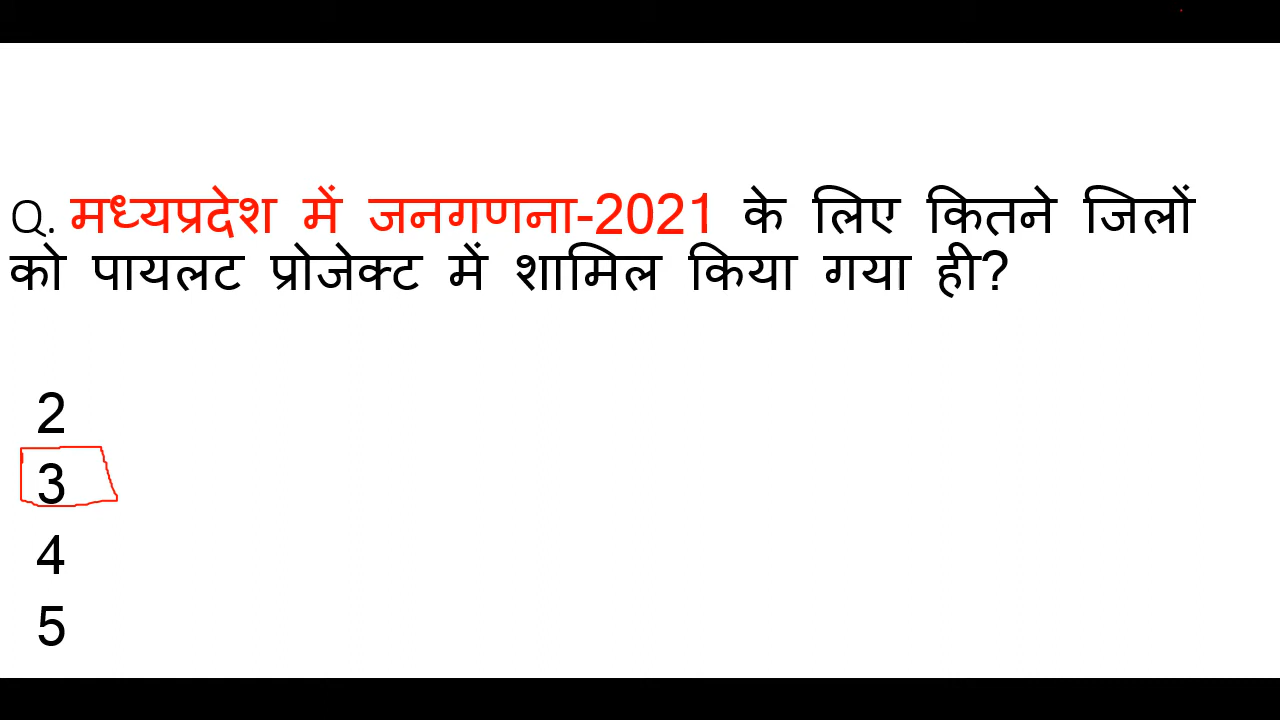 Q. मध्यप्रदेश में जनगणना-2021 के लिए कितने जिलों
को पायलट प्रोजेक्ट में शामिल किया गया ही?
2
3
4
5